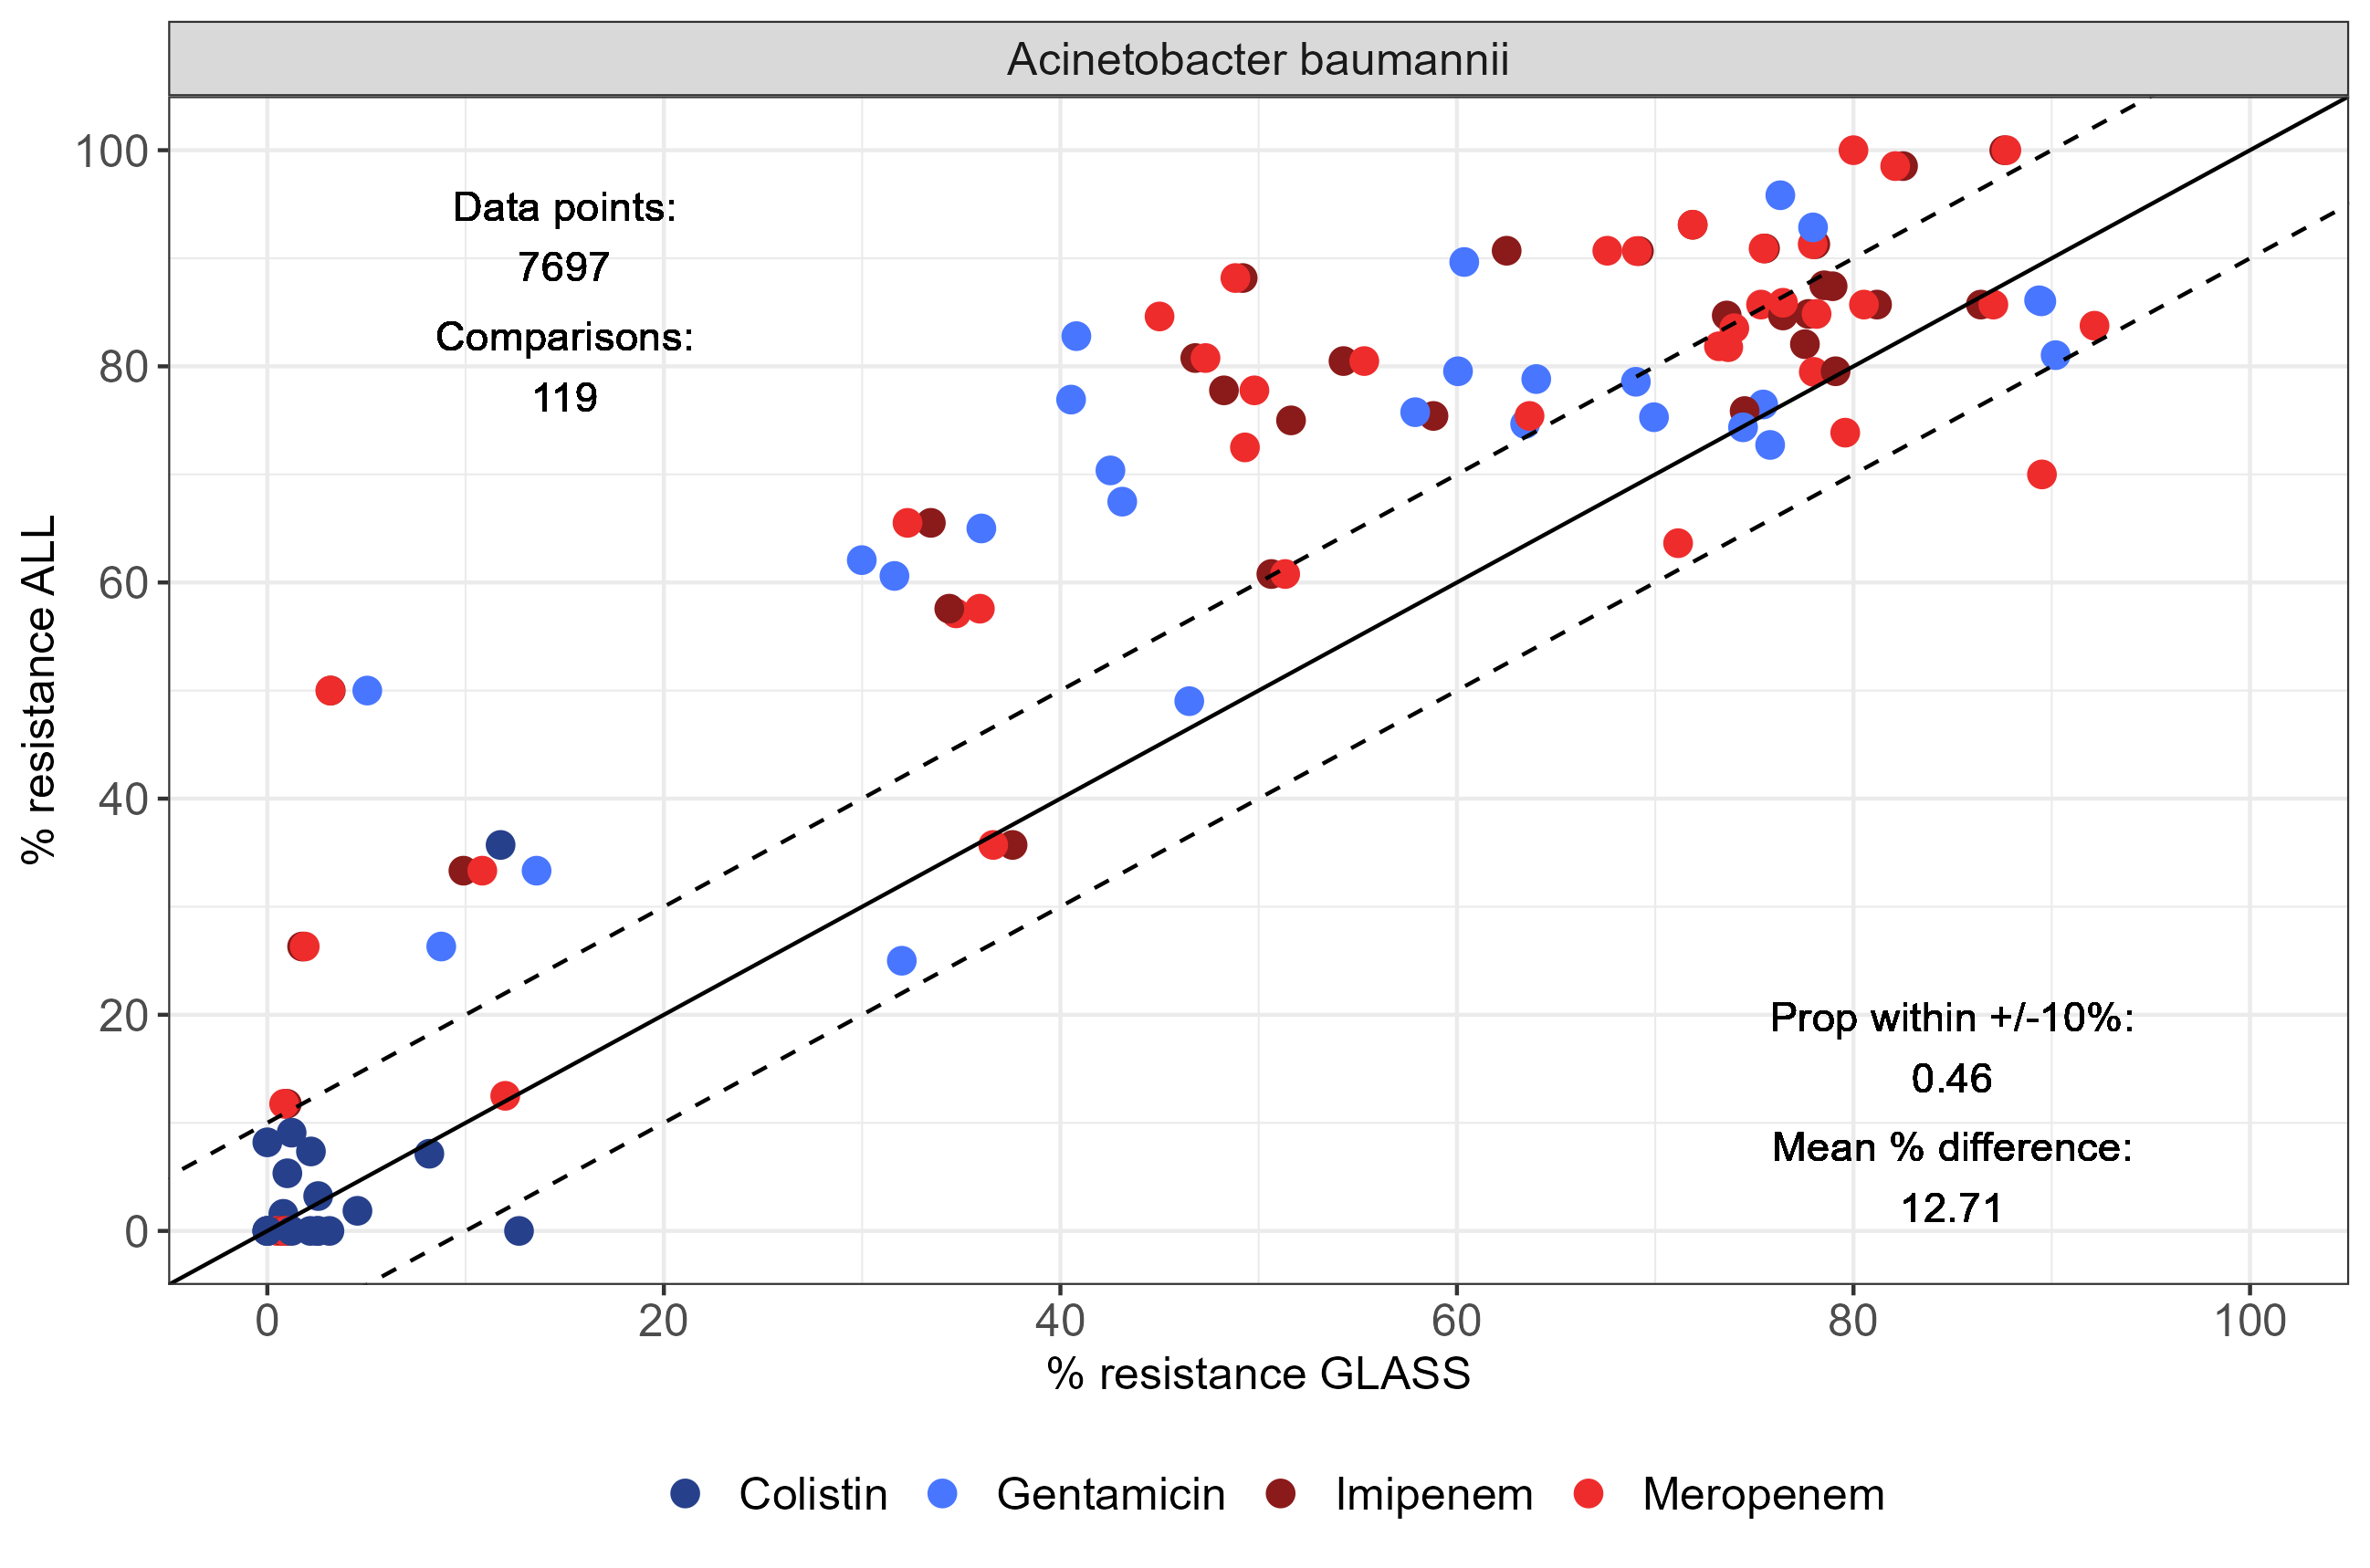 Acinetobacter baumannii
% resistance ALL
100
80
60
40
20
0
Data points:
7697
Comparisons:
119
Prop within +/-10%:
0.46
Mean % difference:
12.71
0 20 40 60 80 100
% resistance GLASS
Colistin Gentamicin Imipenem Meropenem